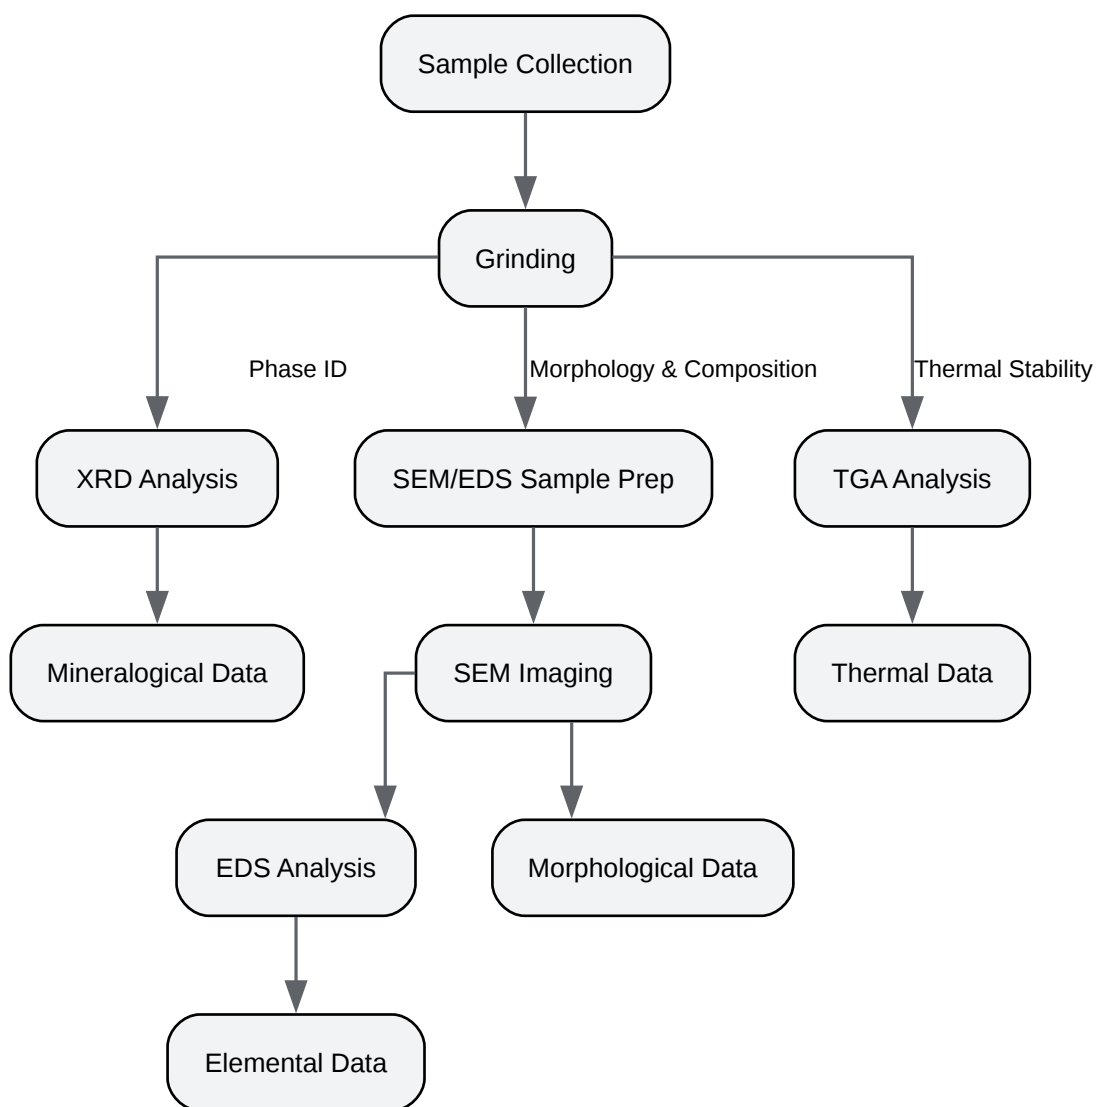 Sample Collection
Grinding
Phase ID
Morphology & Composition
Thermal Stability
XRD Analysis
SEM/EDS Sample Prep
TGA Analysis
Mineralogical Data
SEM Imaging
Thermal Data
EDS Analysis
Morphological Data
Elemental Data